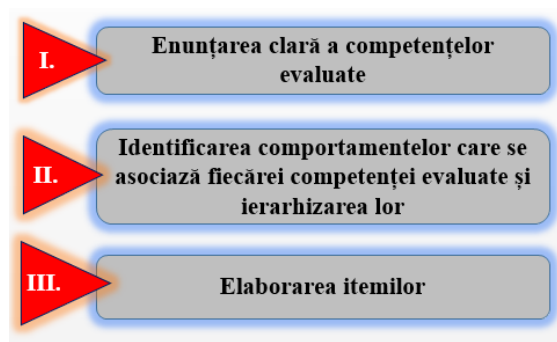 I.
Enunțarea clară a competențelor
evaluate
II.
Identificarea comportamentelor care se
asociază fiecărei competenței evaluate și
ierarhizarea lor
III.
Elaborarea itemilor